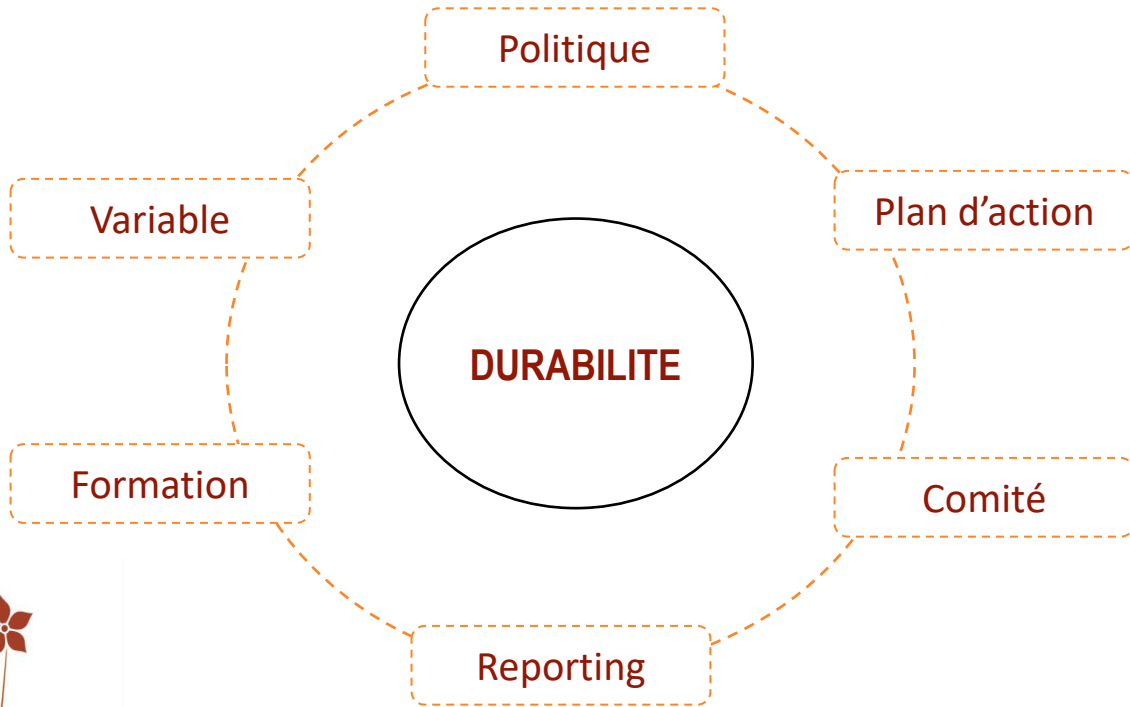 Politique
Variable
Plan d’action
DURABILITE
Formation
Comité
Reporting